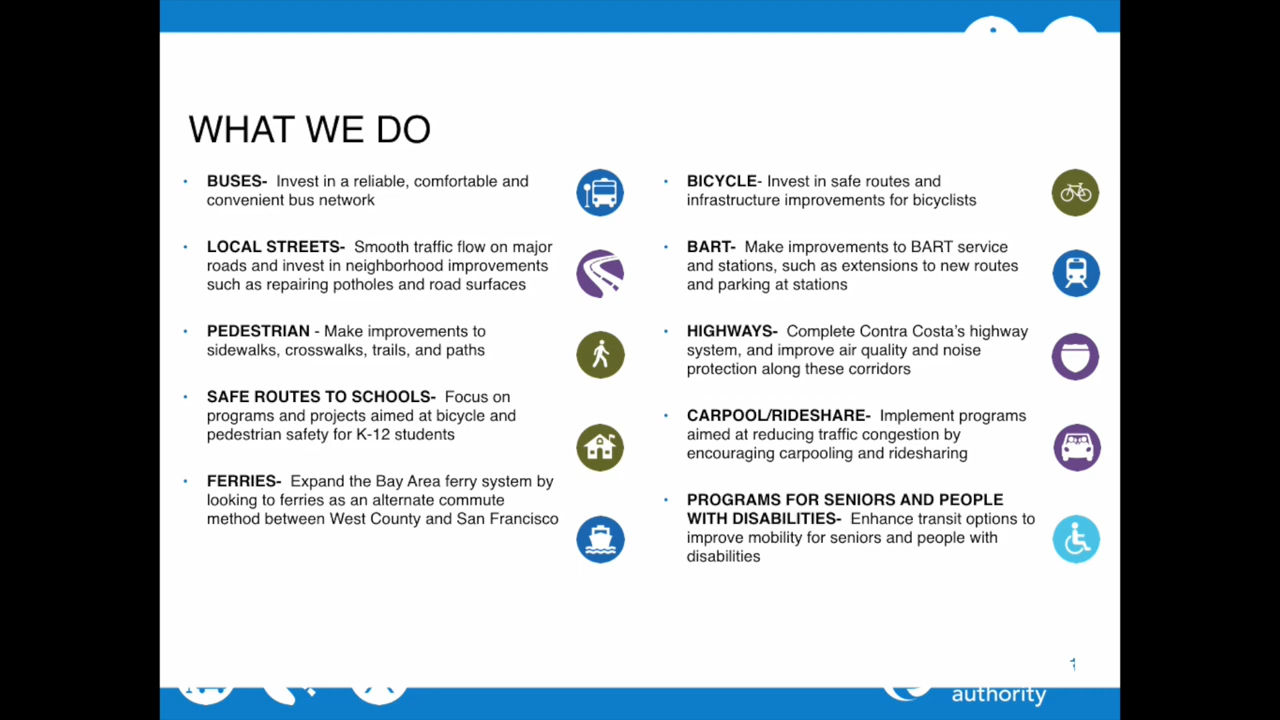 WHAT WE DO
• BUSES- Invest in a reliable, comfortable and
convenient bus network
• LOCAL STREETS- Smooth traffic flow on major
roads and invest in neighborhood improvements
such as repairing potholes and road surfaces
• PEDESTRIAN - Make improvements to
sidewalks, crosswalks, trails, and paths
• SAFE ROUTES TO SCHOOLS- Focus on
programs and projects aimed at bicycle and
pedestrian safety for K-12 students
• FERRIES- Expand the Bay Area ferry system by
looking to ferries as an alternate commute
method between West County and San Francisco
• BICYCLE- Invest in safe routes and
infrastructure improvements for bicyclists
• BART- Make improvements to BART service
and stations, such as extensions to new routes
and parking at stations
• HIGHWAYS- Complete Contra Costa’s highway
system, and improve air quality and noise
protection along these corridors
• CARPOOL/RIDESHARE- Implement programs
aimed at reducing traffic congestion by
encouraging carpooling and ridesharing
• PROGRAMS FOR SENIORS AND PEOPLE
WITH DISABILITIES- Enhance transit options to
improve mobility for seniors and people with
disabilities
authority